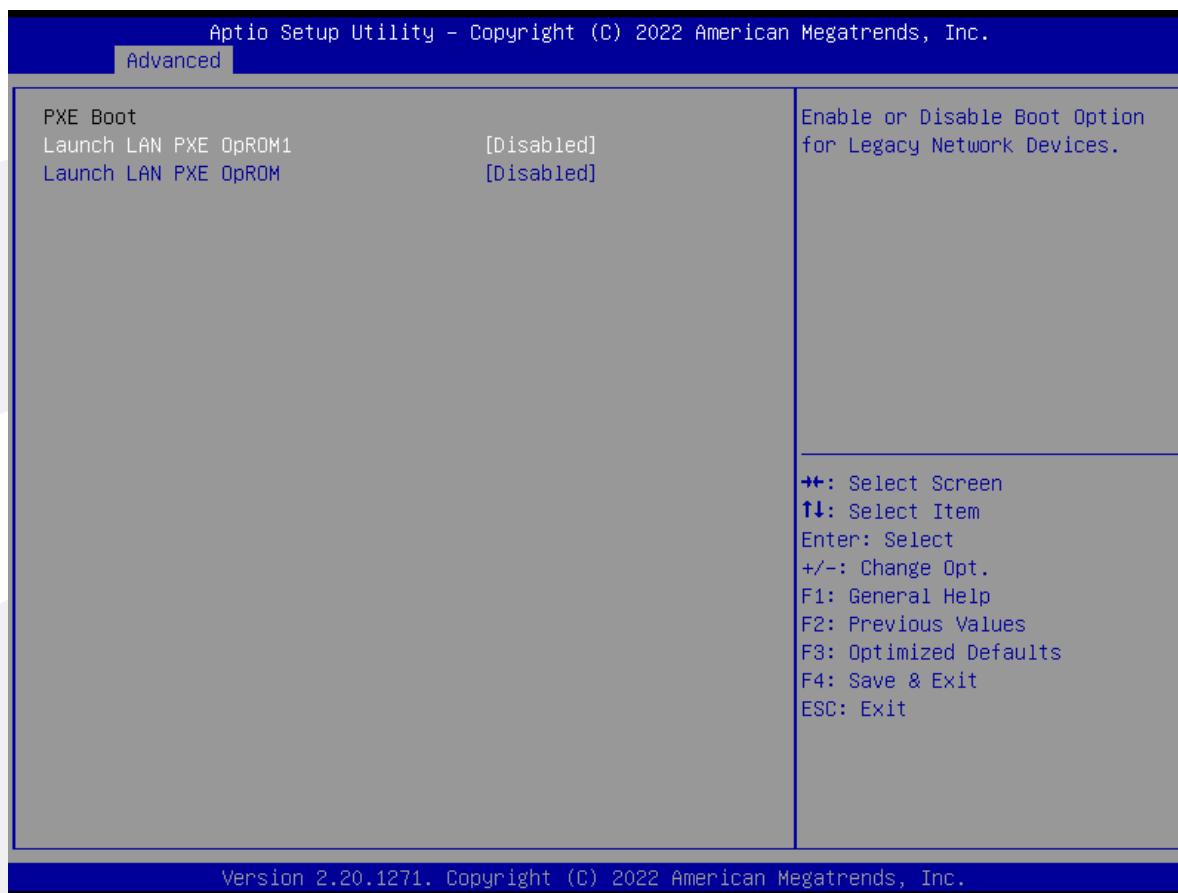 Aptio Setup Utility – Copyright (C) 2022 American Megatrends, Inc.
Advanced
PXE Boot
Launch LAN PXE OpROM1 [Disabled]
Launch LAN PXE OpROM [Disabled]
Enable or Disable Boot Option
for Legacy Network Devices.
→←: Select Screen
↑↓: Select Item
Enter: Select
+/-: Change Opt.
F1: General Help
F2: Previous Values
F3: Optimized Defaults
F4: Save & Exit
ESC: Exit
Version 2.20.1271. Copyright (C) 2022 American Megatrends, Inc.